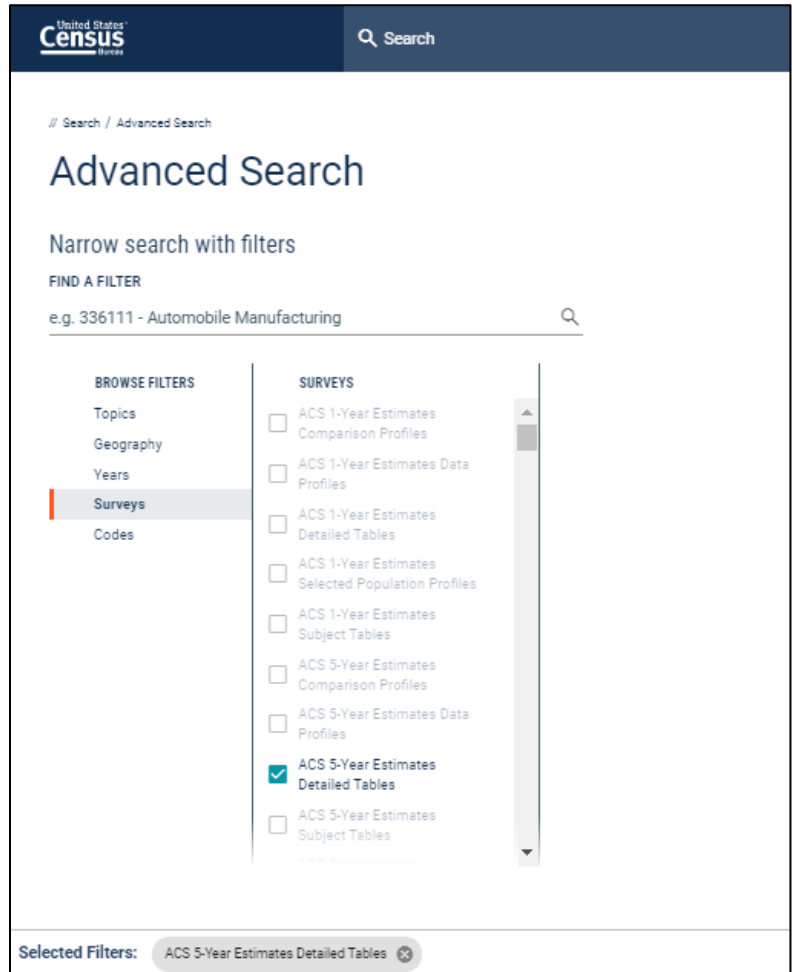 United States®
Census
Bureau
Search
// Search / Advanced Search
Advanced Search
Narrow search with filters
FIND A FILTER
e.g. 336111 - Automobile Manufacturing
BROWSE FILTERS
Topics
Geography
Years
Surveys
Codes
SURVEYS
ACS 1-Year Estimates
Comparison Profiles
ACS 1-Year Estimates Data
Profiles
ACS 1-Year Estimates
Detailed Tables
ACS 1-Year Estimates
Selected Population Profiles
ACS 1-Year Estimates
Subject Tables
ACS 5-Year Estimates
Comparison Profiles
ACS 5-Year Estimates Data
Profiles
ACS 5-Year Estimates
Detailed Tables
ACS 5-Year Estimates
Subject Tables
Selected Filters: ACS 5-Year Estimates Detailed Tables